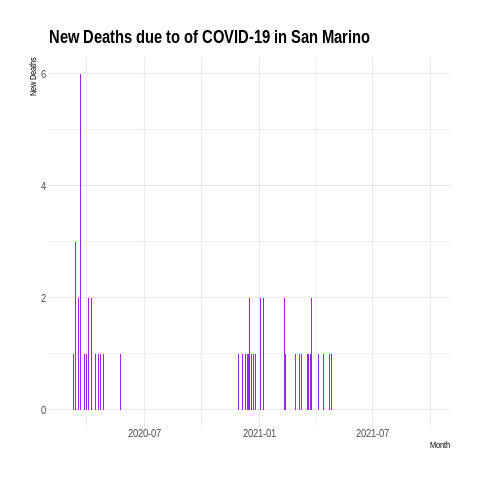 New Deaths due to of COVID-19 in San Marino
New Deaths
6
4
2
0
2020-07
2021-01
2021-07
Month